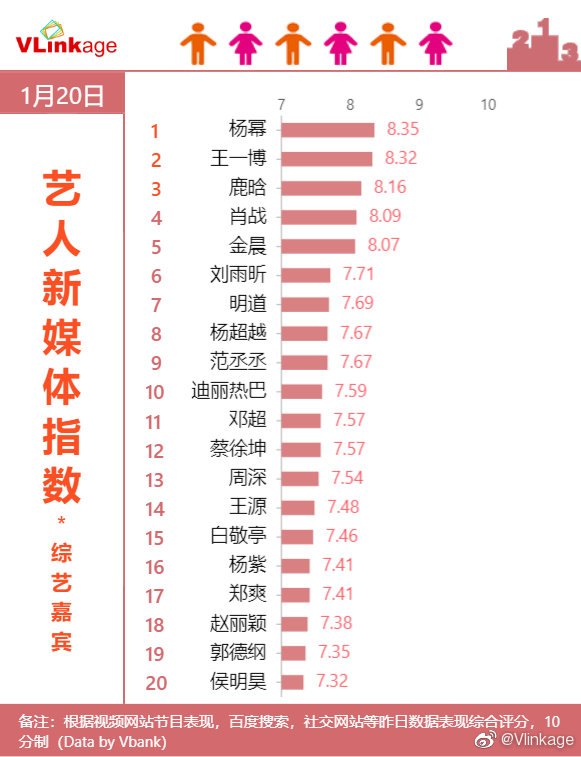 VLinkage
1月20日
艺人新媒体指数
*综艺嘉宾
7 8 9 10
1 杨幂 8.35
2 王一博 8.32
3 鹿晗 8.16
4 肖战 8.09
5 金晨 8.07
6 刘雨昕 7.71
7 明道 7.69
8 杨超越 7.67
9 范丞丞 7.67
10 迪丽热巴 7.59
11 邓超 7.57
12 蔡徐坤 7.57
13 周深 7.54
14 王源 7.48
15 白敬亭 7.46
16 杨紫 7.41
17 郑爽 7.41
18 赵丽颖 7.38
19 郭德纲 7.35
20 侯明昊 7.32
备注：根据视频网站节目表现，百度搜索，社交网站等昨日数据表现综合评分，10
分制（Data by Vbank)
@Vlinkage
2 1 3